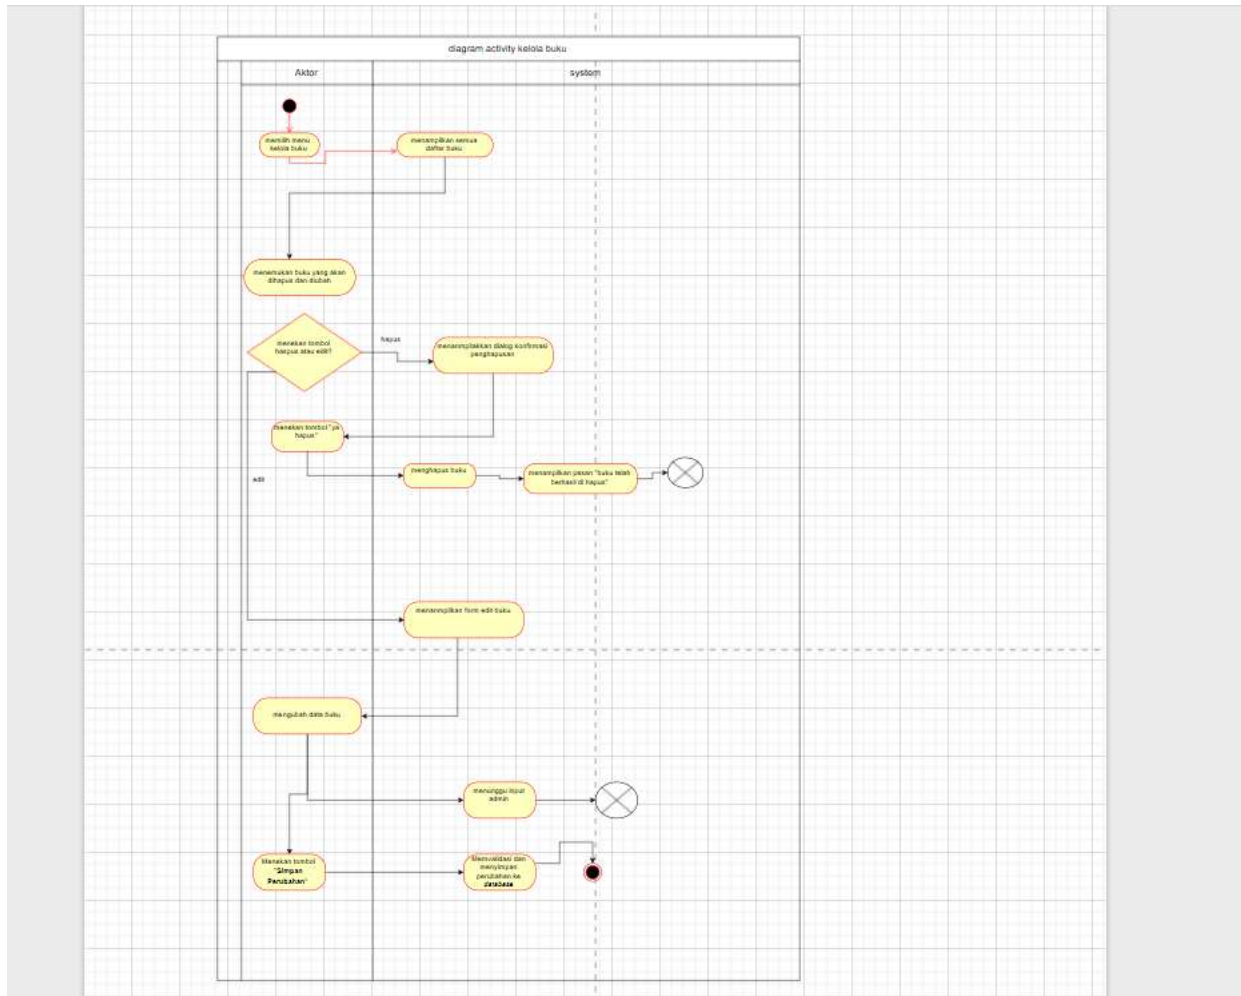 diagram activity kelola buku
Aktor
system
memilih menu
kelola buku
menampilkan semua
daftar buku
menemukan buku yang akan
dihapus dan diubah
menekan tombol
haspus atau edit?
hapus
menanmpilakkan dialog konfirmasi
penghapusan
menekan tombol "ya
hapus"
menghapus buku
menampilkan pesan "buku telah
berhasil di hapus"
edit
menanmpilkan form edit buku
mengubah data buku
menunggu input
admin
Menekan tombol
"Simpan
Perubahan"
Memvalidasi dan
menyimpan
perubahan ke
database